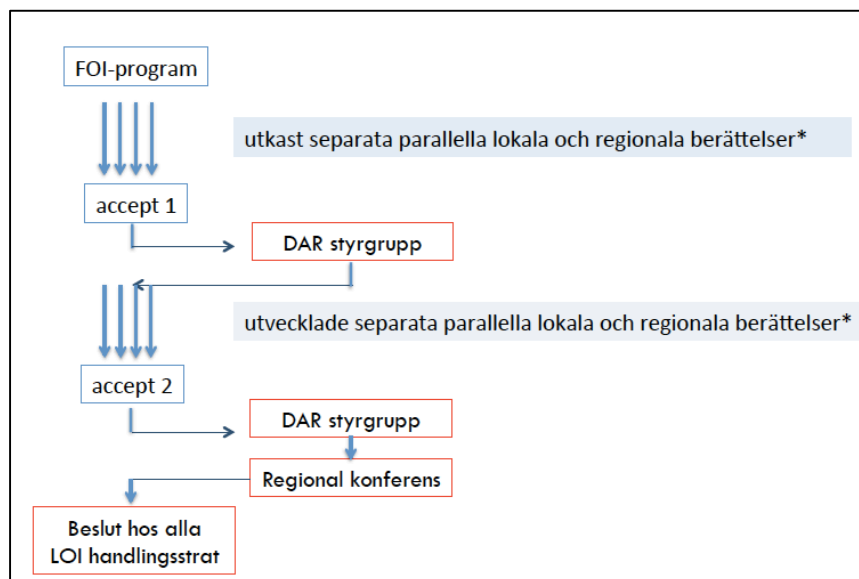 FOI-program
utkast separata parallella lokala och regionala berättelser*
accept 1
DAR styrgrupp
utvecklade separata parallella lokala och regionala berättelser*
accept 2
DAR styrgrupp
Regional konferens
Beslut hos alla
LOI handlingsstrat